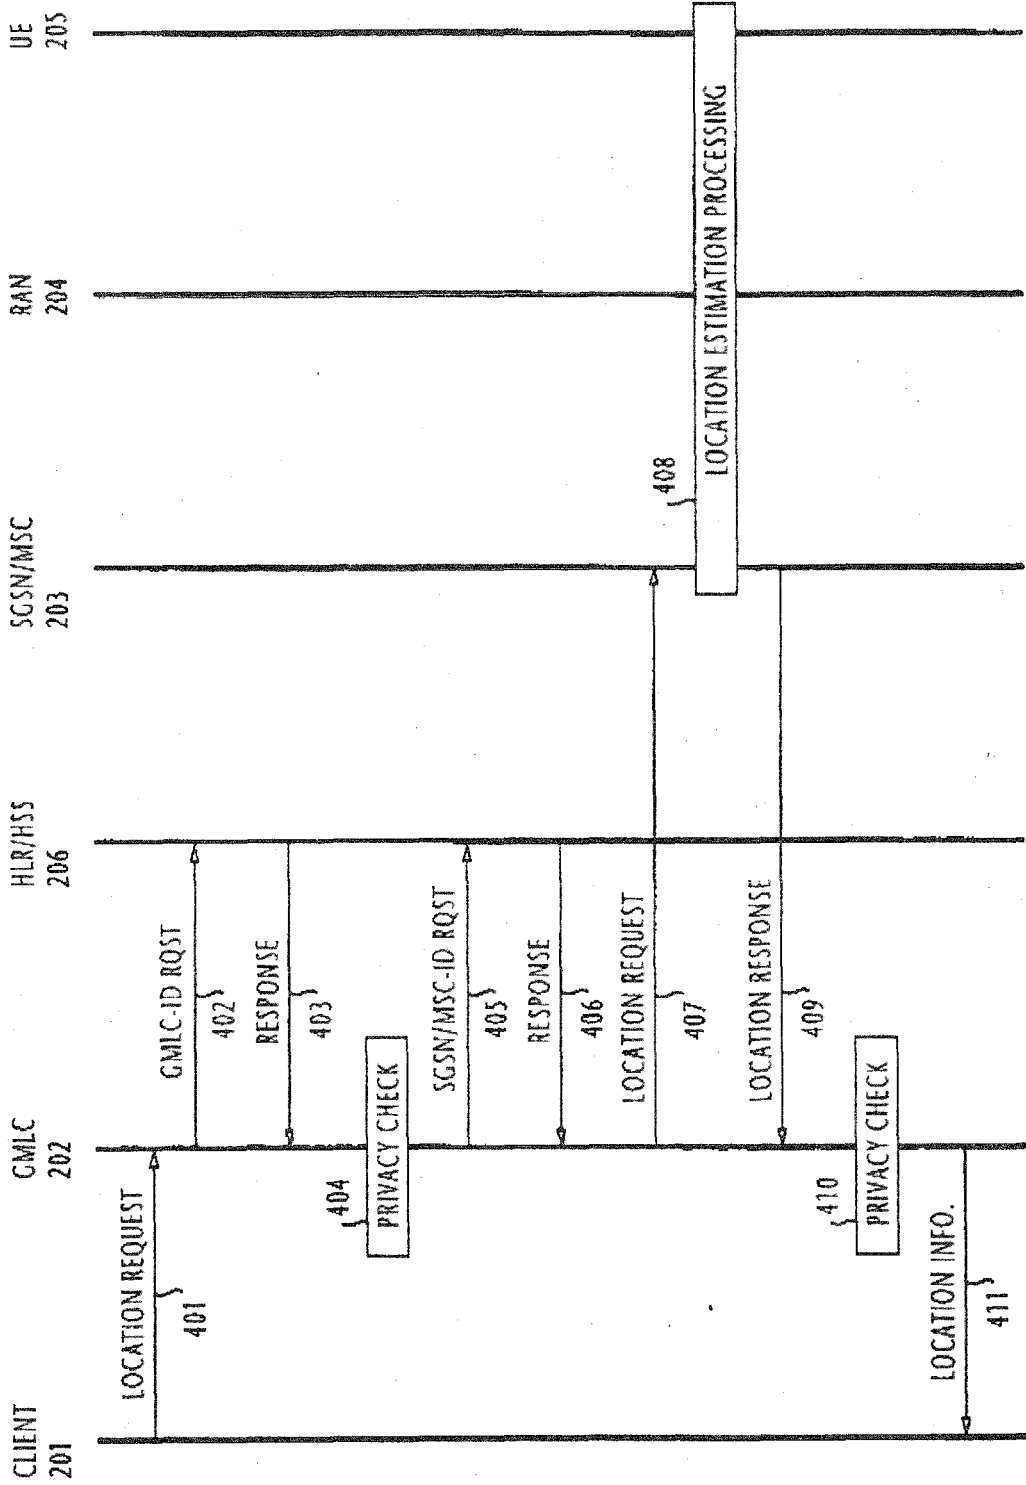 CLIENT
201
GMLC
202
HLR/HSS
206
SGSN/MSC
203
RAN
204
UE
205
LOCATION REQUEST
401
GMLC-ID RQST
402
RESPONSE
403
404
PRIVACY CHECK
SGSN/MSC-ID RQST
405
RESPONSE
406
LOCATION REQUEST
407
408
LOCATION ESTIMATION PROCESSING
LOCATION RESPONSE
409
410
PRIVACY CHECK
LOCATION INFO.
411